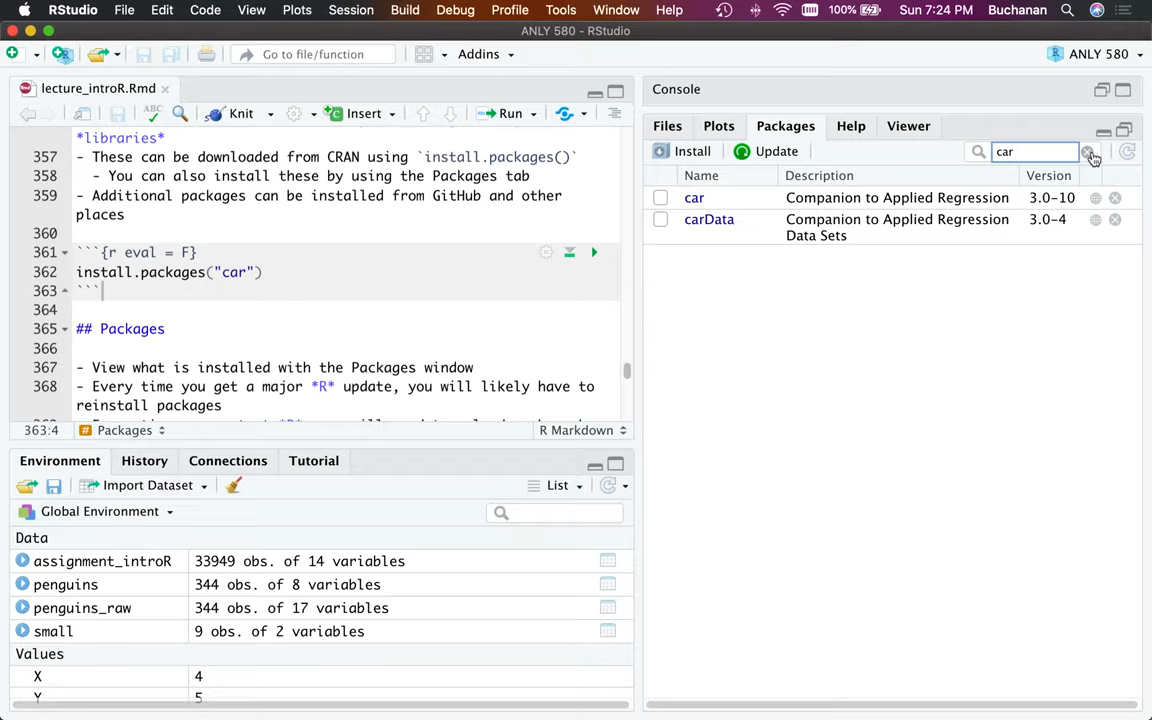 RStudio File Edit Code View Plots Session Build Debug Profile Tools Window Help 100% Sun 7:24 PM Buchanan
ANLY 580 - RStudio
Go to file/function Addins ANLY 580
lecture_introR.Rmd
ABC Knit Insert Run
*libraries*
357 - These can be downloaded from CRAN using `install.packages()`
358 - You can also install these by using the Packages tab
359 - Additional packages can be installed from GitHub and other
places
360
361 ```{r eval = F}
362 install.packages("car")
363 ```
364
365 ## Packages
366
367 - View what is installed with the Packages window
368 - Every time you get a major *R* update, you will likely have to
reinstall packages
363:4 Packages R Markdown
Environment History Connections Tutorial
Import Dataset List
Global Environment
Data
assignment_introR 33949 obs. of 14 variables
penguins 344 obs. of 8 variables
penguins_raw 344 obs. of 17 variables
small 9 obs. of 2 variables
Values
X 4
Y 5
Console
Files Plots Packages Help Viewer
Install Update car
Name Description Version
car Companion to Applied Regression 3.0-10
carData Companion to Applied Regression 3.0-4
Data Sets